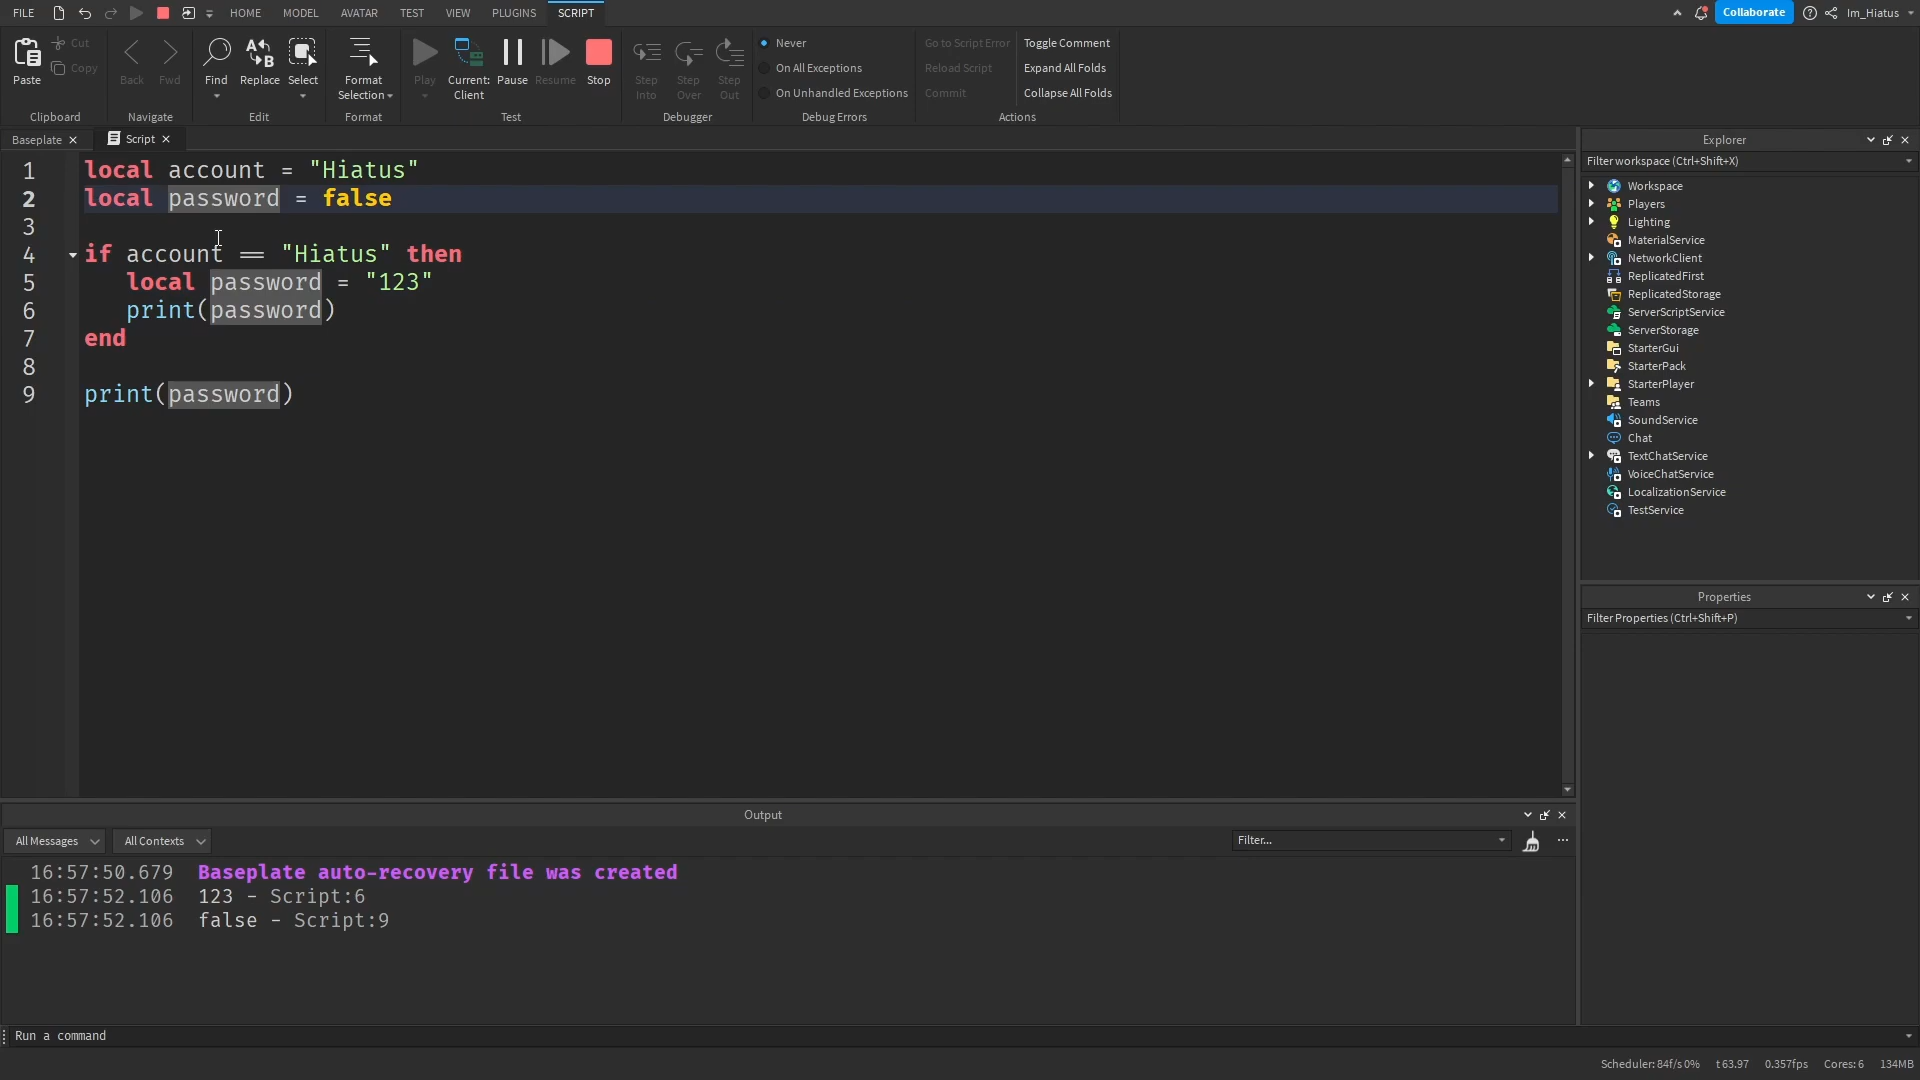 FILE HOME MODEL AVATAR TEST VIEW PLUGINS SCRIPT Collaborate Im_Hiatus
Paste Cut Copy
Clipboard
Back Fwd
Navigate
Find Replace Select
Edit
Format Selection
Format
Play Current: Client Pause Resume Stop
Test
Step Into Step Over Step Out
Debugger
Never
On All Exceptions
On Unhandled Exceptions
Debug Errors
Go to Script Error Toggle Comment
Reload Script Expand All Folds
Commit Collapse All Folds
Actions
Baseplate Script
1 local account = "Hiatus"
2 local password = false
3
4 if account == "Hiatus" then
5 local password = "123"
6 print(password)
7 end
8
9 print(password)
Explorer
Filter workspace (Ctrl+Shift+X)
Workspace
Players
Lighting
MaterialService
NetworkClient
ReplicatedFirst
ReplicatedStorage
ServerScriptService
ServerStorage
StarterGui
StarterPack
StarterPlayer
Teams
SoundService
Chat
TextChatService
VoiceChatService
LocalizationService
TestService
Properties
Filter Properties (Ctrl+Shift+P)
Output
All Messages All Contexts Filter...
16:57:50.679 Baseplate auto-recovery file was created
16:57:52.106 123 - Script:6
16:57:52.106 false - Script:9
Run a command
Scheduler: 84f/s 0% t 63.97 0.357fps Cores: 6 134MB